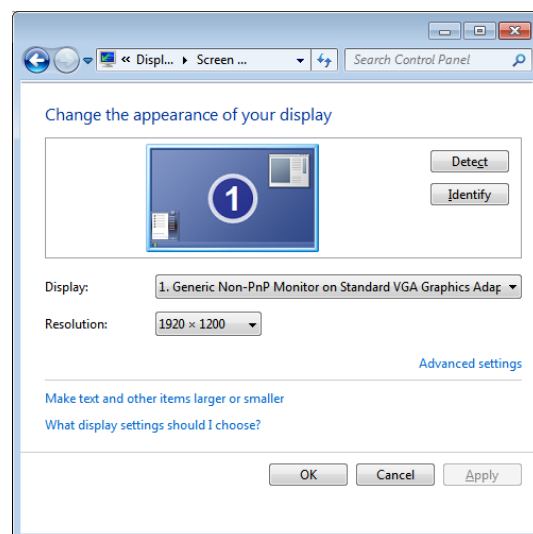 « Displ... ▸ Screen ...
Search Control Panel
Change the appearance of your display
1
Detect
Identify
Display: 1. Generic Non-PnP Monitor on Standard VGA Graphics Adap
Resolution: 1920 × 1200
Advanced settings
Make text and other items larger or smaller
What display settings should I choose?
OK Cancel Apply